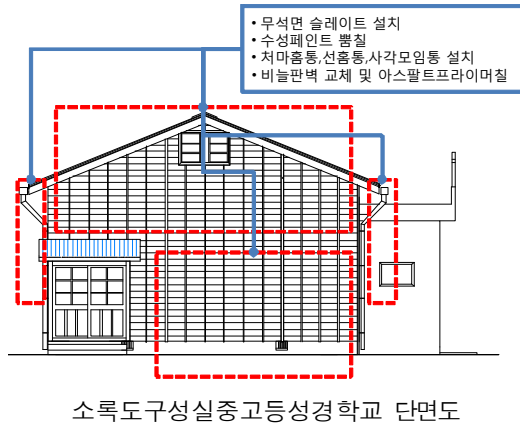 • 무석면 슬레이트 설치
• 수성페인트 뿜칠
• 처마홈통,선홈통,사각모임통 설치
• 비늘판벽 교체 및 아스팔트프라이머칠
소록도구성실중고등성경학교 단면도